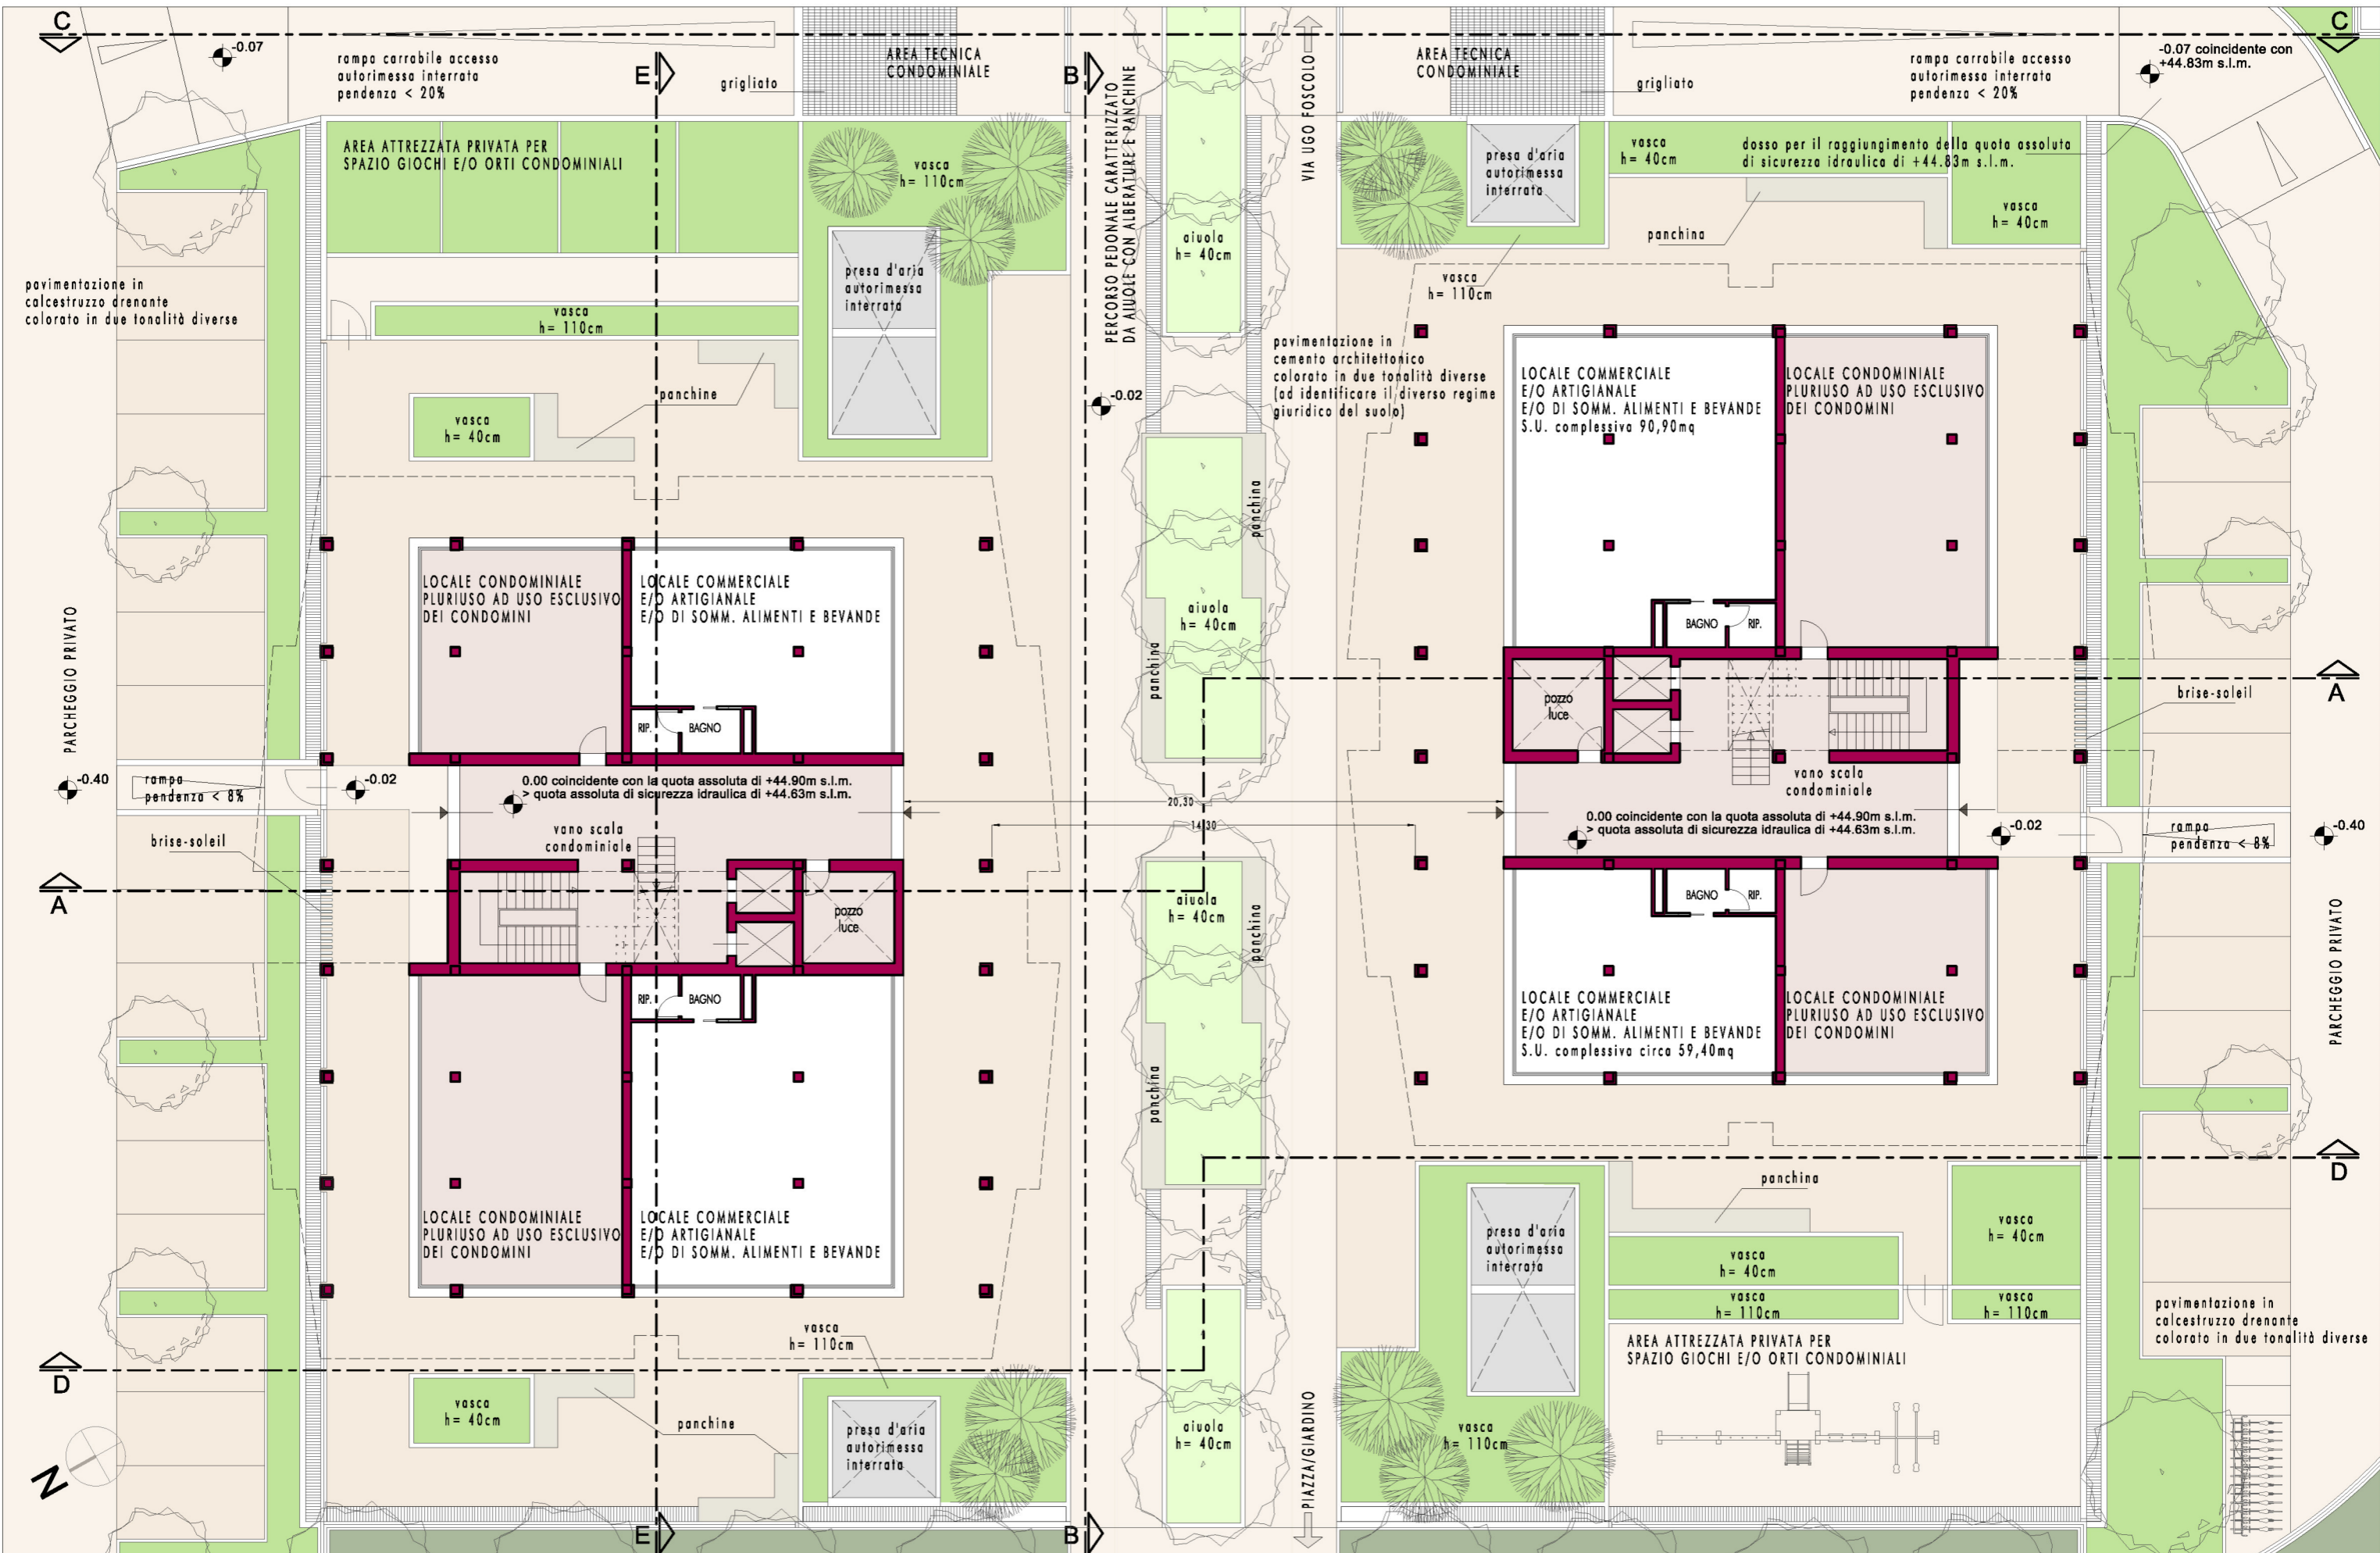 C
-0.07
rampa carrabile accesso
autorimessa interrata
pendenza < 20%
E
grigliato
AREA TECNICA
CONDOMINIALE
B
PERCORSO PEDONALE CARATTERIZZATO
DA AIUOLE CON ALBERATURE E PANCHINE
VIA UGO FOSCOLO
AREA TECNICA
CONDOMINIALE
grigliato
rampa carrabile accesso
autorimessa interrata
pendenza < 20%
-0.07 coincidente con
+44.83m s.l.m.
C
AREA ATTREZZATA PRIVATA PER
SPAZIO GIOCHI E/O ORTI CONDOMINIALI
vasca
h= 110cm
presa d'aria
autorimessa
interrata
vasca
h= 40cm
dosso per il raggiungimento della quota assoluta
di sicurezza idraulica di +44.83m s.l.m.
vasca
h= 40cm
panchina
aiuola
h= 40cm
vasca
h= 110cm
pavimentazione in
calcestruzzo drenante
colorato in due tonalità diverse
presa d'aria
autorimessa
interrata
vasca
h= 110cm
panchine
vasca
h= 40cm
-0.02
pavimentazione in
cemento architettonico
colorato in due tonalità diverse
(ad identificare il diverso regime
giuridico del suolo)
LOCALE COMMERCIALE
E/O ARTIGIANALE
E/O DI SOMM. ALIMENTI E BEVANDE
S.U. complessiva 90,90mq
LOCALE CONDOMINIALE
PLURIUSO AD USO ESCLUSIVO
DEI CONDOMINI
panchina
LOCALE CONDOMINIALE
PLURIUSO AD USO ESCLUSIVO
DEI CONDOMINI
LOCALE COMMERCIALE
E/O ARTIGIANALE
E/O DI SOMM. ALIMENTI E BEVANDE
aiuola
h= 40cm
panchina
BAGNO
RIP.
PARCHEGGIO PRIVATO
RIP.
BAGNO
pozzo
luce
A
brise-soleil
-0.40
rampa
pendenza < 8%
-0.02
0.00 coincidente con la quota assoluta di +44.90m s.l.m.
> quota assoluta di sicurezza idraulica di +44.63m s.l.m.
vano scala
condominiale
20,30
14,30
vano scala
condominiale
0.00 coincidente con la quota assoluta di +44.90m s.l.m.
> quota assoluta di sicurezza idraulica di +44.63m s.l.m.
-0.02
rampa
pendenza < 8%
-0.40
brise-soleil
A
pozzo
luce
aiuola
h= 40cm
panchina
BAGNO
RIP.
PARCHEGGIO PRIVATO
RIP.
BAGNO
panchina
LOCALE COMMERCIALE
E/O ARTIGIANALE
E/O DI SOMM. ALIMENTI E BEVANDE
S.U. complessiva circa 59,40mq
LOCALE CONDOMINIALE
PLURIUSO AD USO ESCLUSIVO
DEI CONDOMINI
D
LOCALE CONDOMINIALE
PLURIUSO AD USO ESCLUSIVO
DEI CONDOMINI
LOCALE COMMERCIALE
E/O ARTIGIANALE
E/O DI SOMM. ALIMENTI E BEVANDE
panchina
presa d'aria
autorimessa
interrata
vasca
h= 40cm
vasca
h= 40cm
vasca
h= 110cm
vasca
h= 110cm
pavimentazione in
calcestruzzo drenante
colorato in due tonalità diverse
AREA ATTREZZATA PRIVATA PER
SPAZIO GIOCHI E/O ORTI CONDOMINIALI
vasca
h= 110cm
D
vasca
h= 40cm
panchine
presa d'aria
autorimessa
interrata
aiuola
h= 40cm
PIAZZA/GIARDINO
vasca
h= 110cm
N
E
B